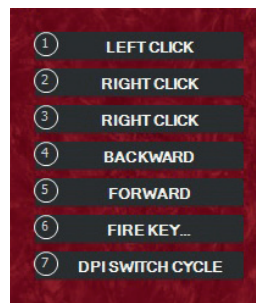 1 LEFT CLICK
2 RIGHT CLICK
3 RIGHT CLICK
4 BACKWARD
5 FORWARD
6 FIRE KEY...
7 DPI SWITCH CYCLE